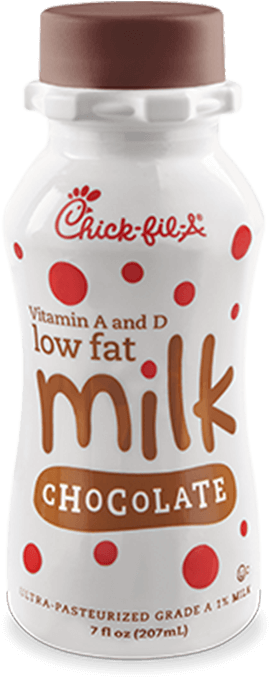 Chick-fil-A®
Vitamin A and D
low fat
milk
CHOCOLATE
ULTRA-PASTEURIZED GRADE A 1% MILK
7 fl oz (207mL)